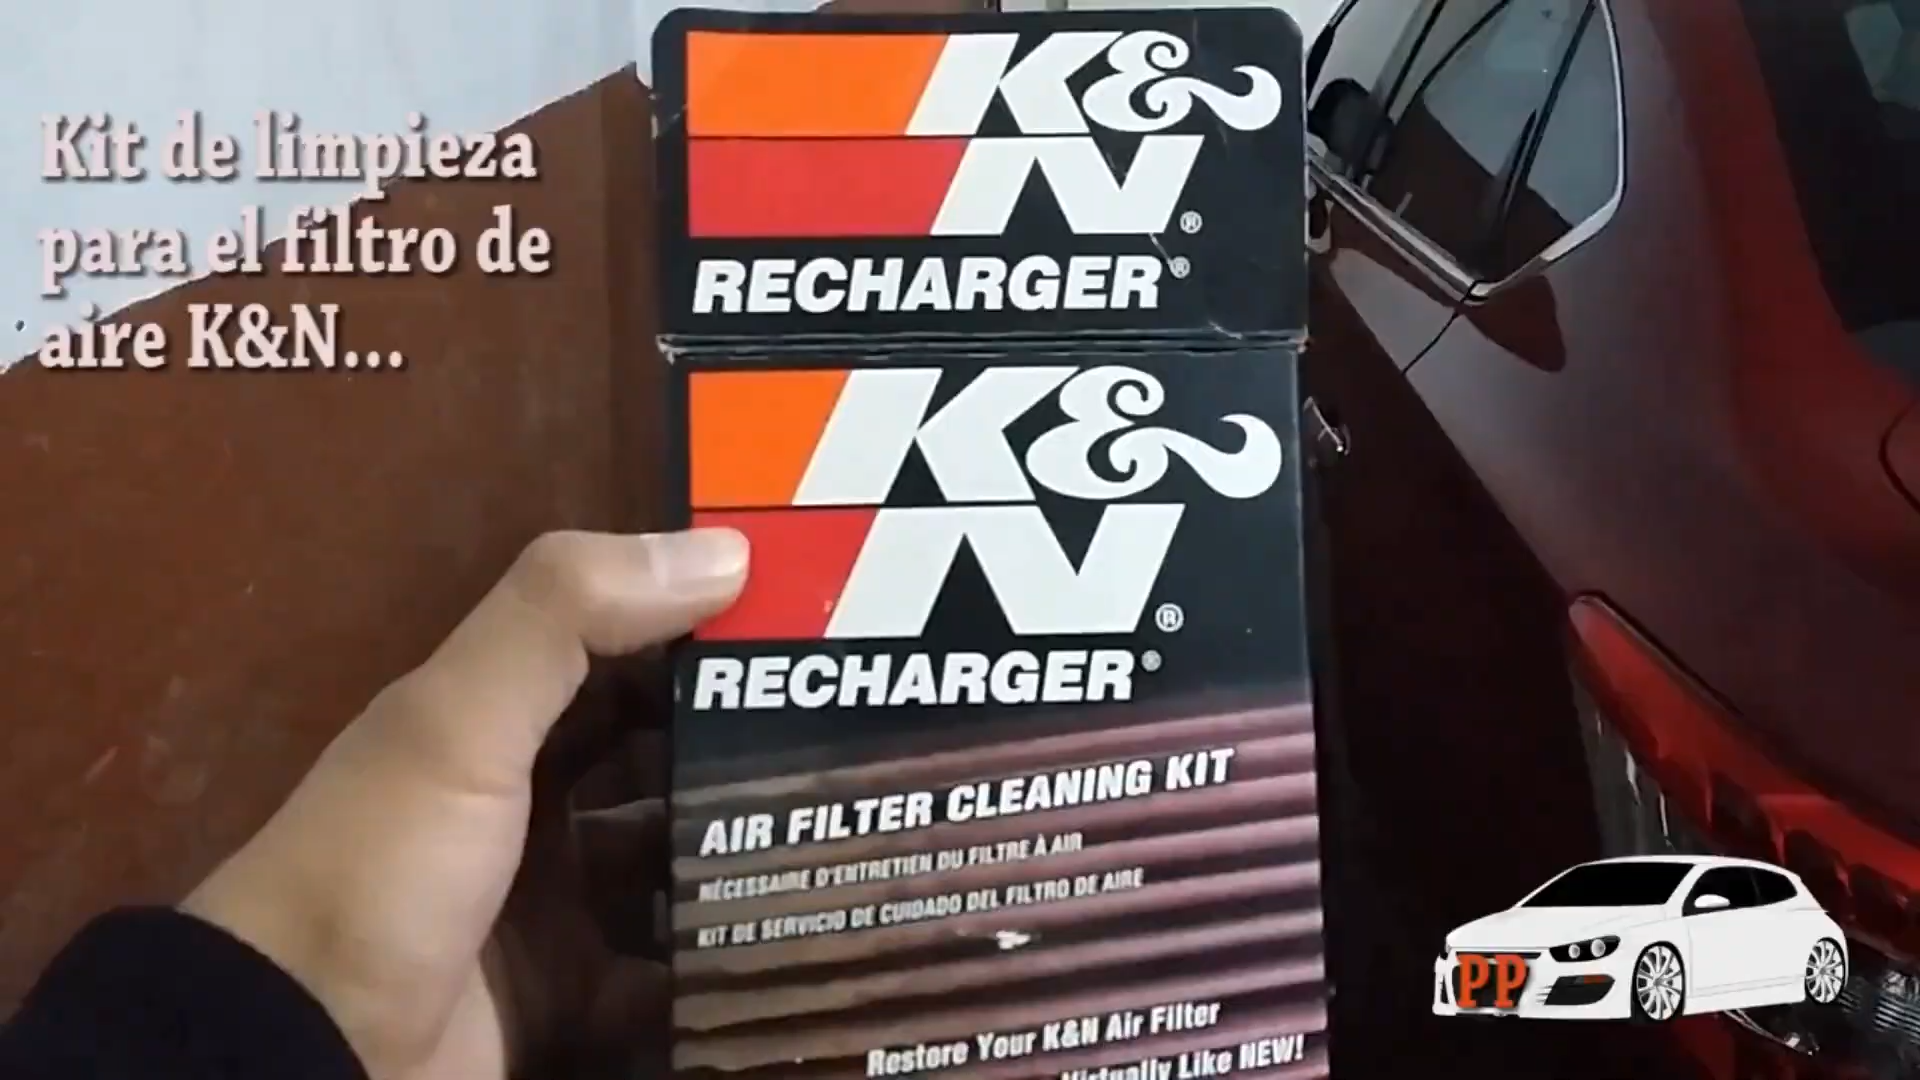 Kit de limpieza
para el filtro de
aire K&N...
K&
N®
RECHARGER®
K&
N®
RECHARGER®
AIR FILTER CLEANING KIT
NÉCESSAIRE D'ENTRETIEN DU FILTRE À AIR
KIT DE SERVICIO DE CUIDADO DEL FILTRO DE AIRE
Restore Your K&N Air Filter
Virtually Like NEW!
PP